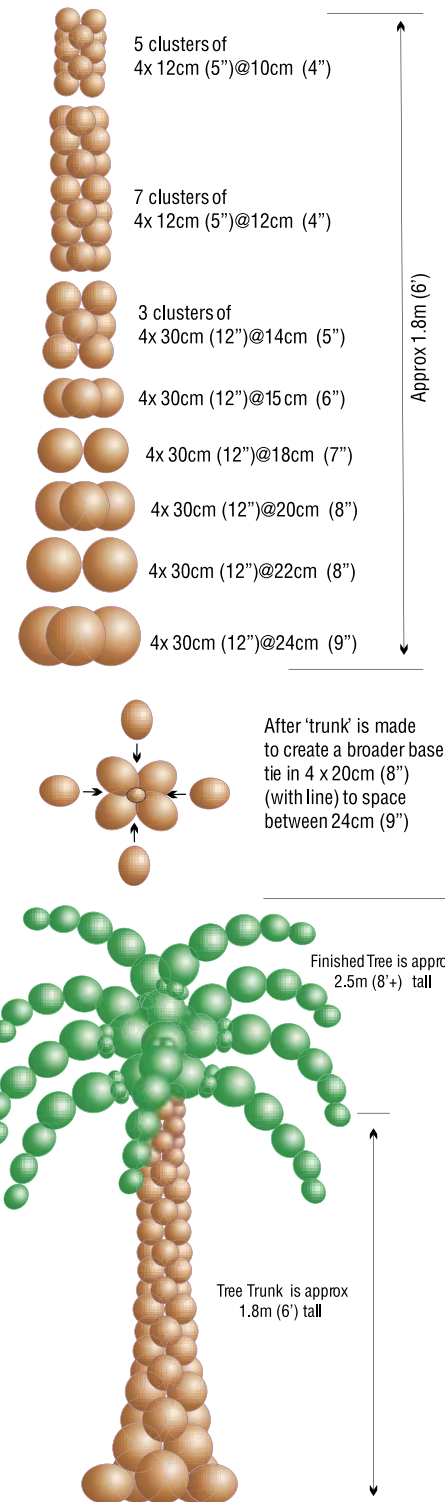 5 clusters of
4x 12cm (5”)@10cm (4”)
7 clusters of
4x 12cm (5”)@12cm (4”)
3 clusters of
4x 30cm (12”)@14cm (5”)
4x 30cm (12”)@15cm (6”)
4x 30cm (12”)@18cm (7”)
4x 30cm (12”)@20cm (8”)
4x 30cm (12”)@22cm (8”)
4x 30cm (12”)@24cm (9”)
Approx 1.8m (6’)
After ‘trunk’ is made
to create a broader base
tie in 4 x 20cm (8”)
(with line) to space
between 24cm (9”)
Finished Tree is appro
2.5m (8’+) tall
Tree Trunk is approx
1.8m (6’) tall